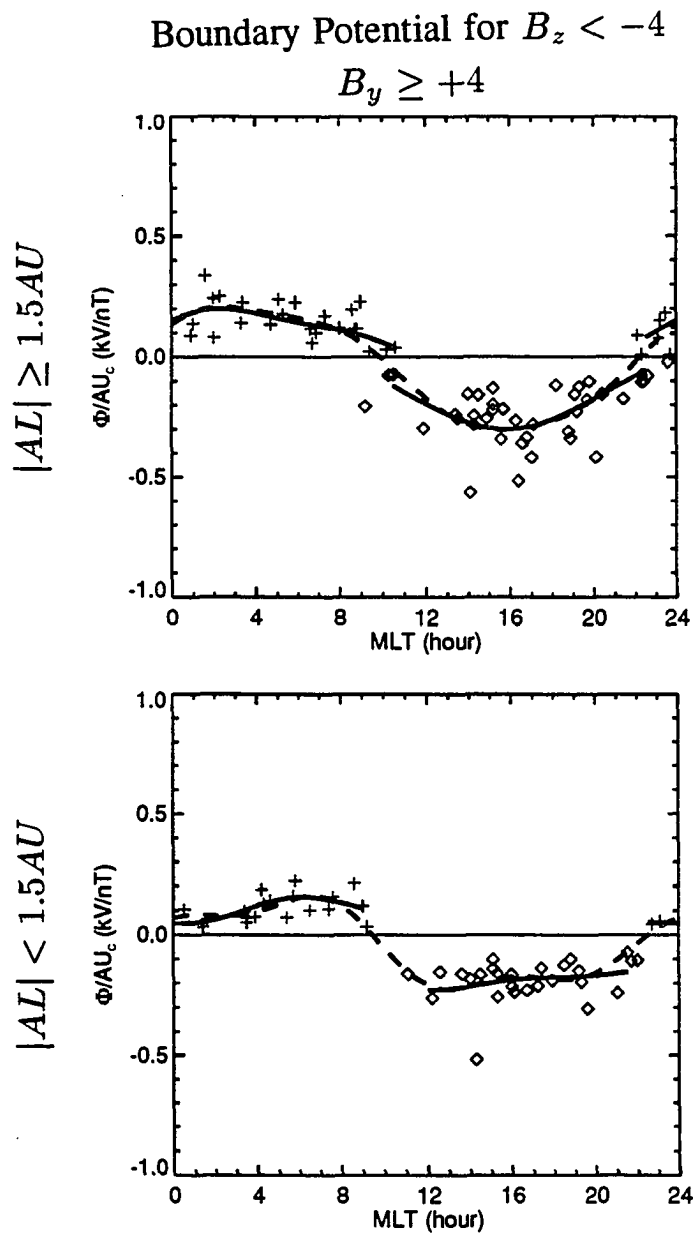 Boundary Potential for $B_z < -4$
$B_y \geq +4$
$|AL| \geq 1.5AU$
Φ/AU$_c$ (kV/nT)
1.0
0.5
0.0
-0.5
-1.0
0 4 8 12 16 20 24
MLT (hour)
$|AL| < 1.5AU$
Φ/AU$_c$ (kV/nT)
1.0
0.5
0.0
-0.5
-1.0
0 4 8 12 16 20 24
MLT (hour)